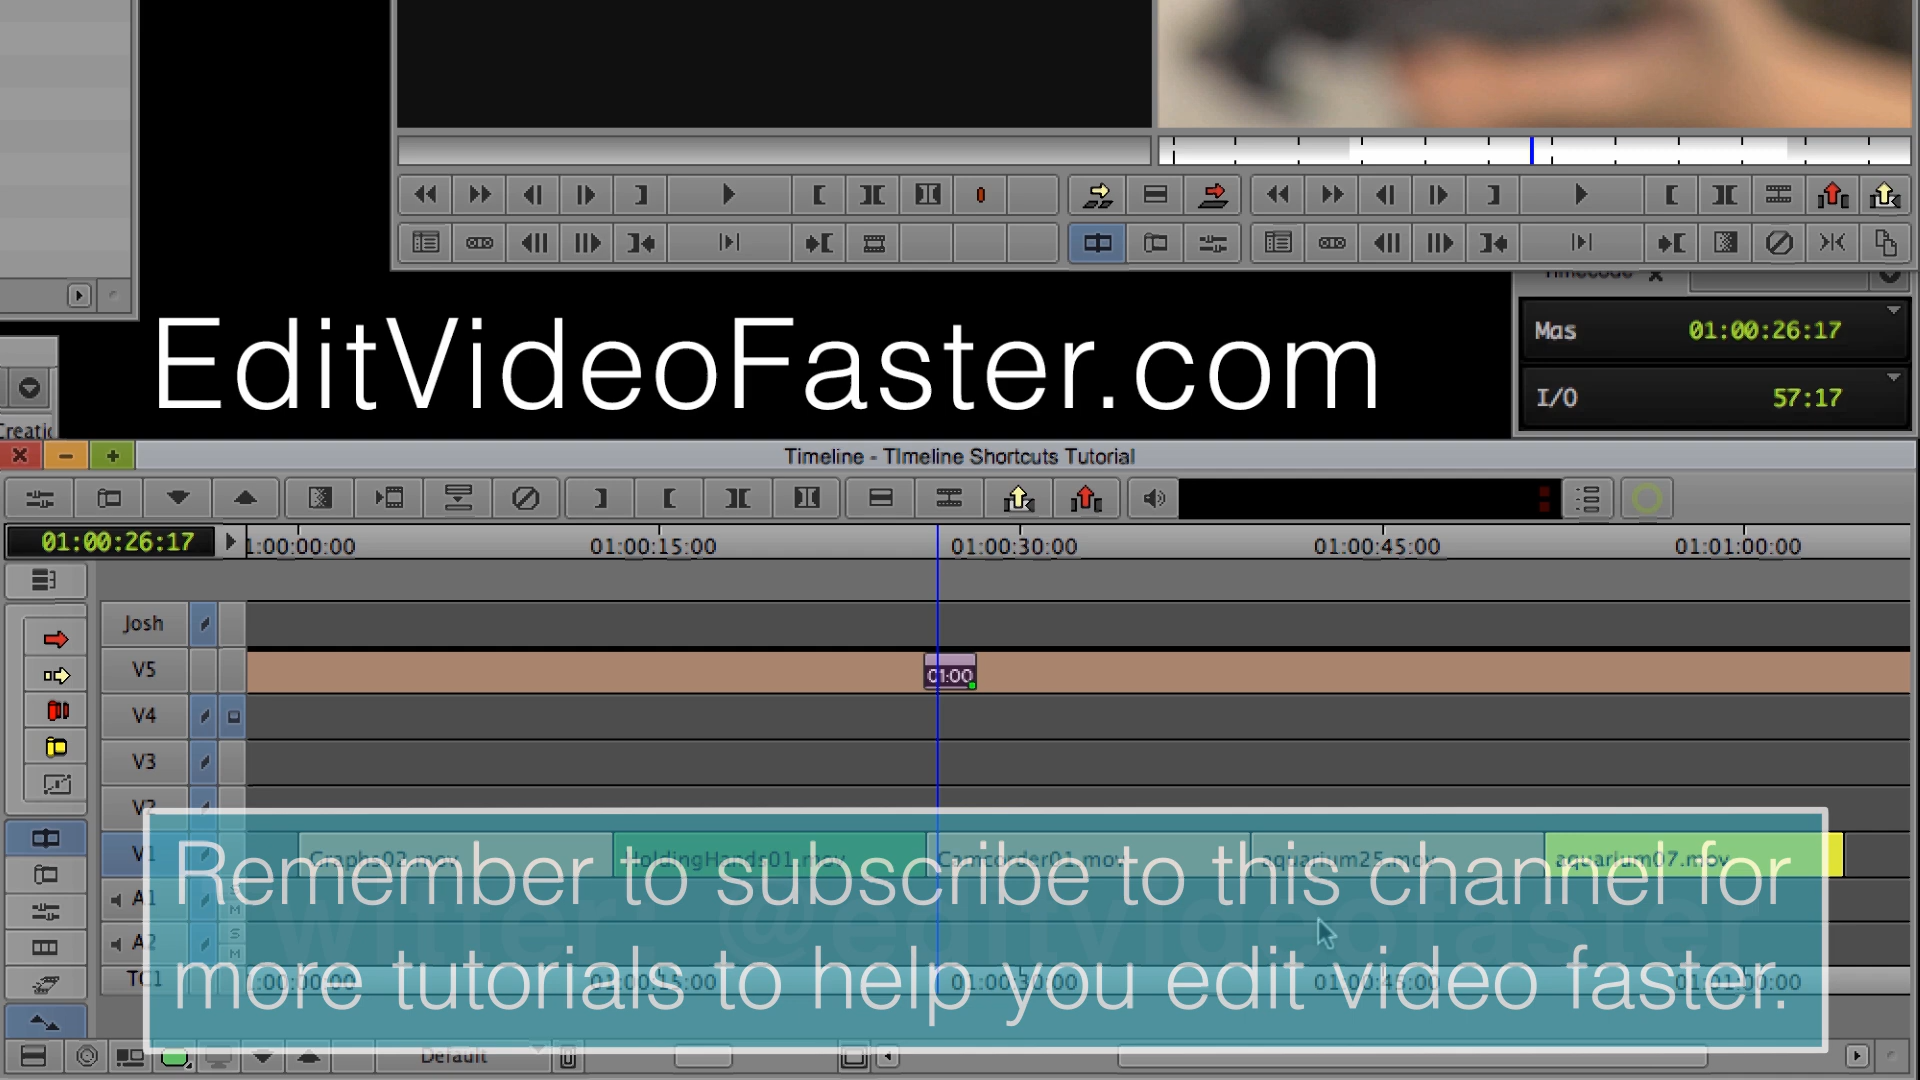 Timecode
Mas 01:00:26:17
I/O 57:17
EditVideoFaster.com
Timeline - TImeline Shortcuts Tutorial
01:00:26:17
1:00:00:00 01:00:15:00 01:00:30:00 01:00:45:00 01:01:00:00
Josh
V5 01:00
V4
V3
V2
V1 Graphs02.mov HoldingHands01.mov Camcorder01.mov aquarium25.mov aquarium07.mov
Remember to subscribe to this channel for
A1 M
witter: @editvideofaster
A2 S M
more tutorials to help you edit video faster.
TC1 1:00:00:00 01:00:15:00 01:00:30:00 01:00:45:00 01:01:00:00
Default